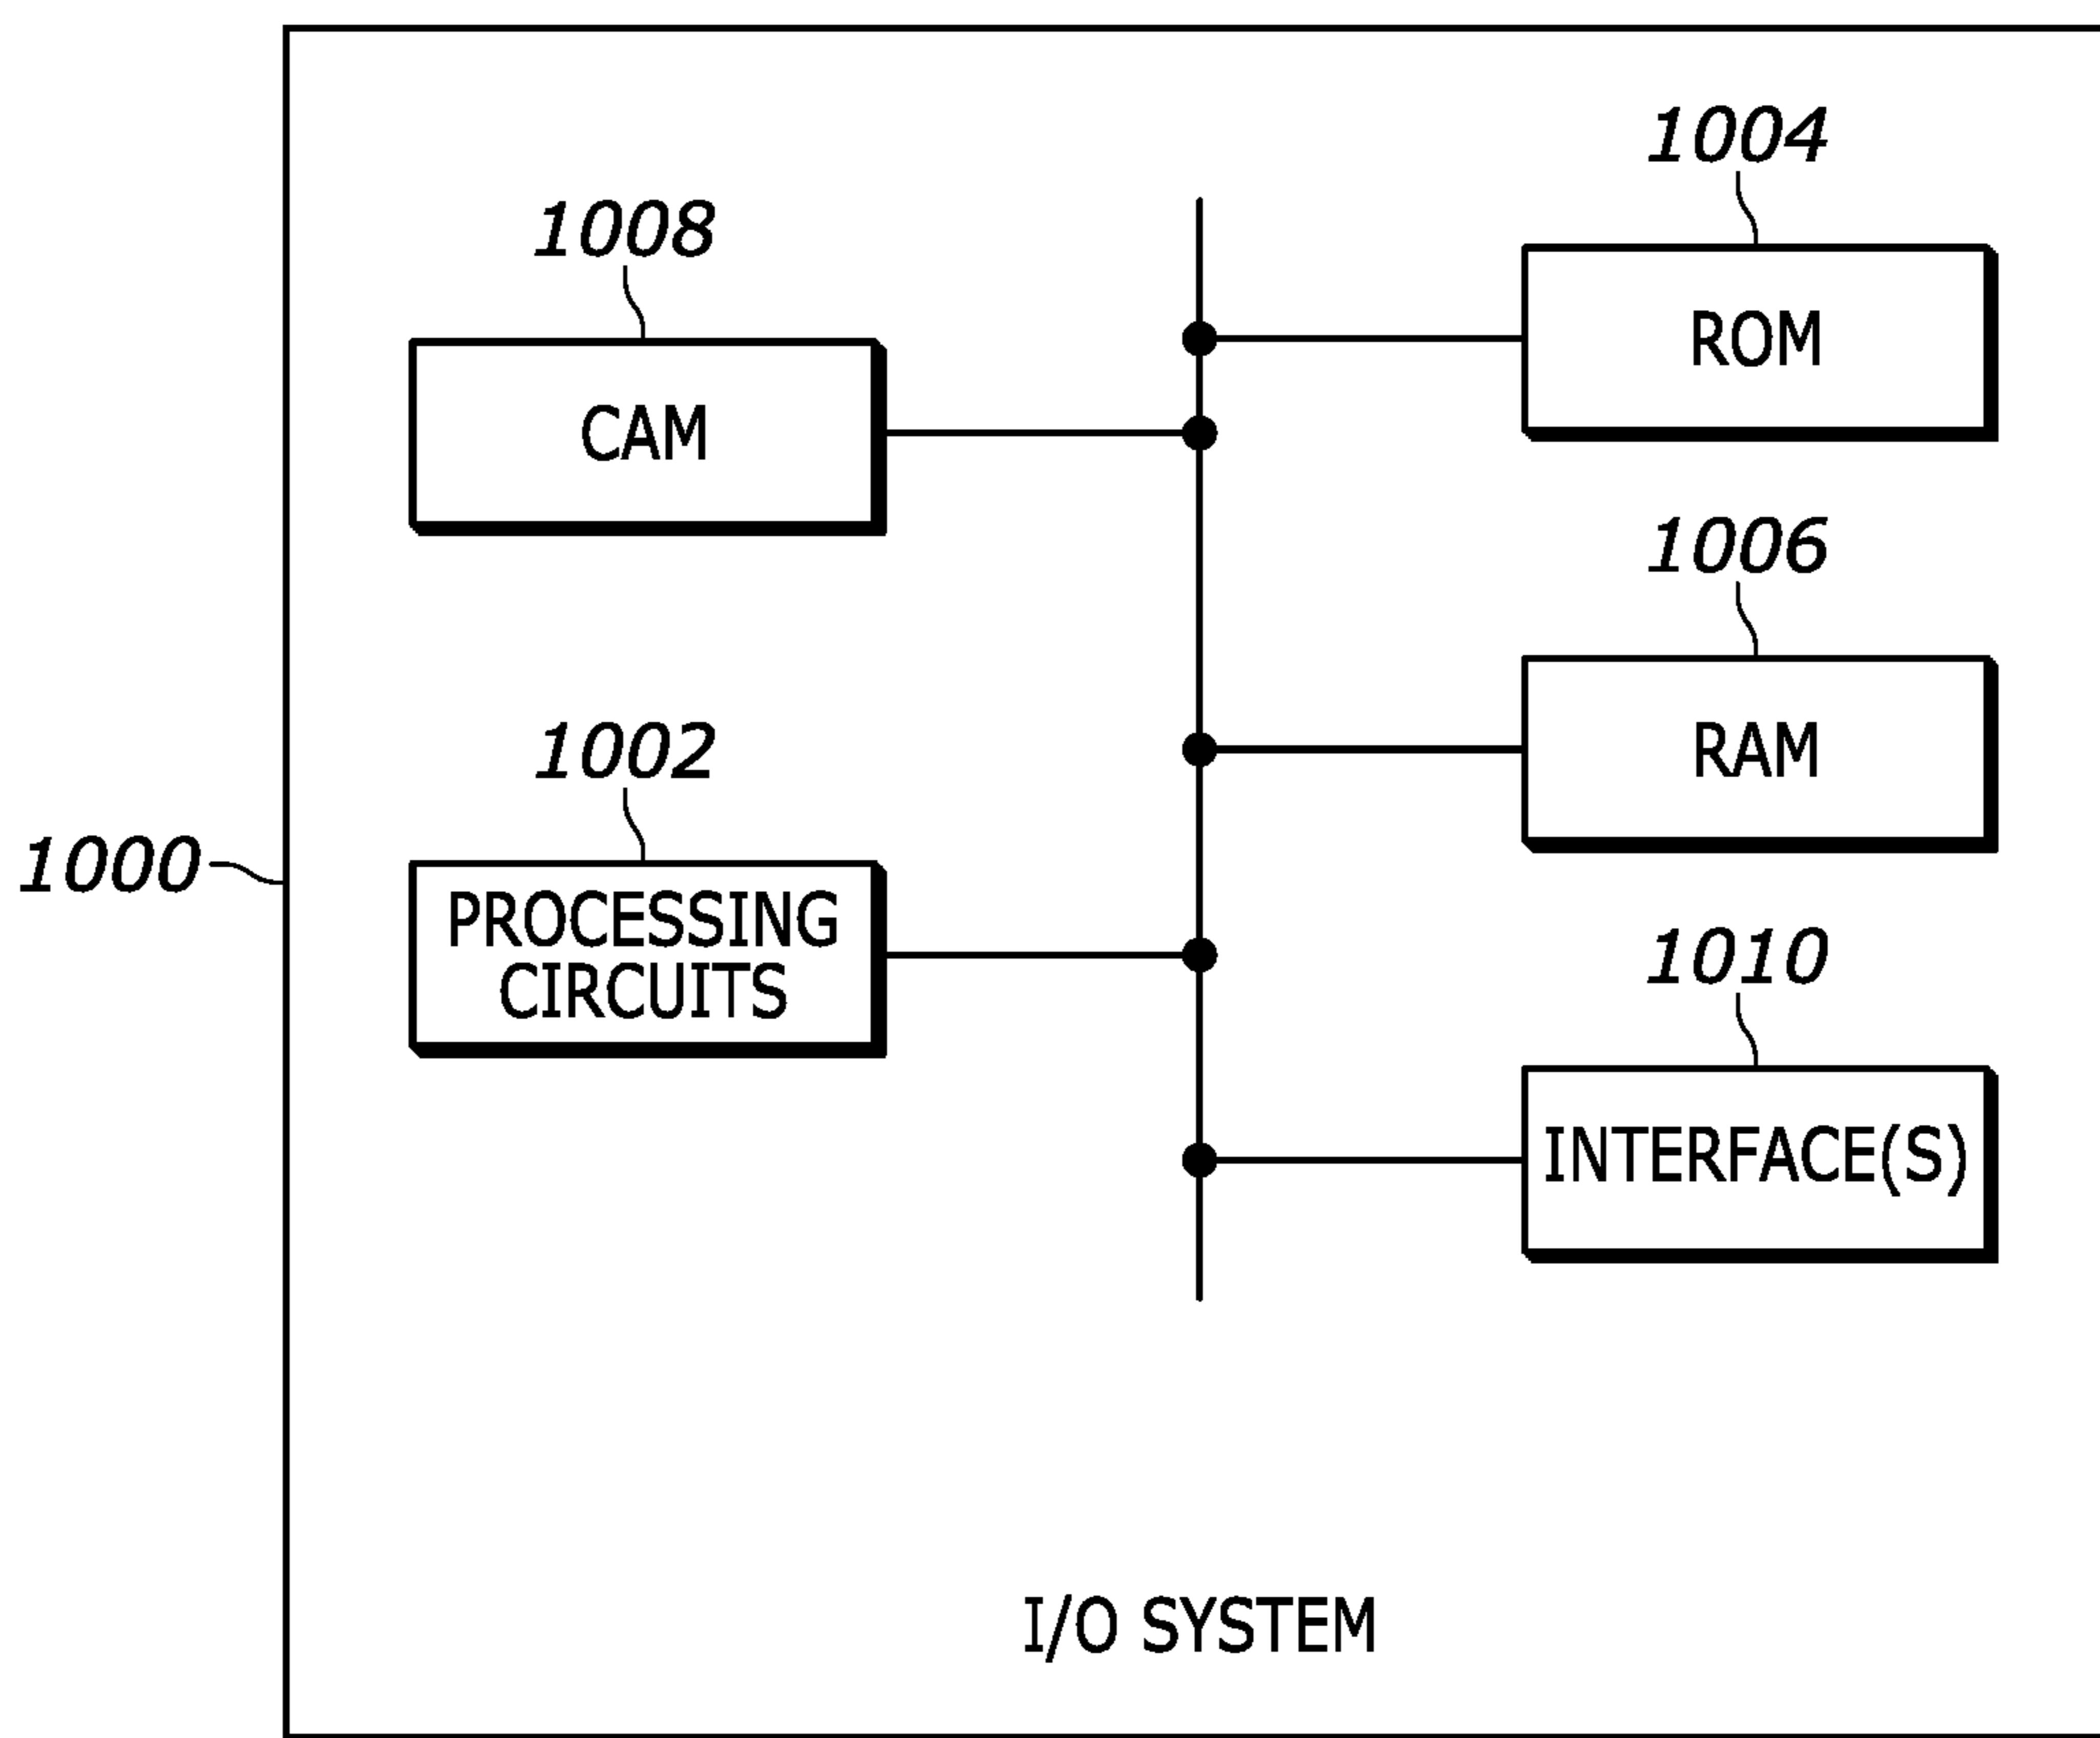 1004
1008
ROM
CAM
1006
1002
RAM
1000
PROCESSING
CIRCUITS
1010
INTERFACE(S)
I/O SYSTEM